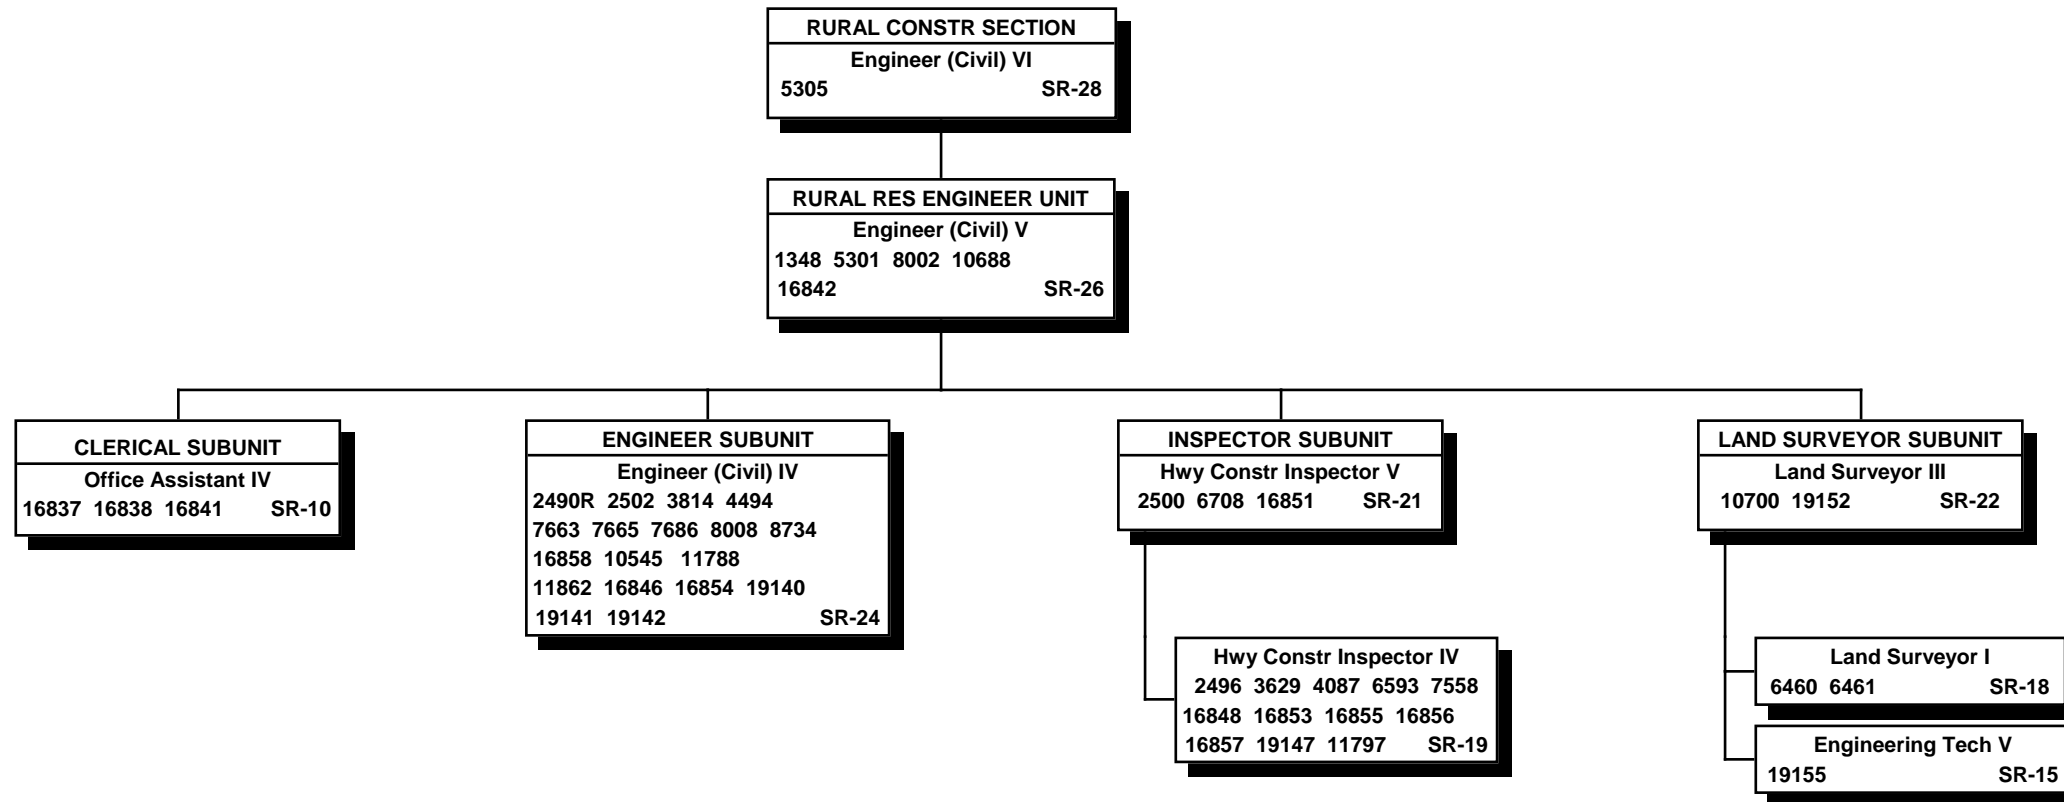 RURAL CONSTR SECTION
Engineer (Civil) VI
5305 SR-28
RURAL RES ENGINEER UNIT
Engineer (Civil) V
1348 5301 8002 10688
16842 SR-26
CLERICAL SUBUNIT
Office Assistant IV
16837 16838 16841 SR-10
ENGINEER SUBUNIT
Engineer (Civil) IV
2490R 2502 3814 4494
7663 7665 7686 8008 8734
16858 10545 11788
11862 16846 16854 19140
19141 19142 SR-24
INSPECTOR SUBUNIT
Hwy Constr Inspector V
2500 6708 16851 SR-21
Hwy Constr Inspector IV
2496 3629 4087 6593 7558
16848 16853 16855 16856
16857 19147 11797 SR-19
LAND SURVEYOR SUBUNIT
Land Surveyor III
10700 19152 SR-22
Land Surveyor I
6460 6461 SR-18
Engineering Tech V
19155 SR-15